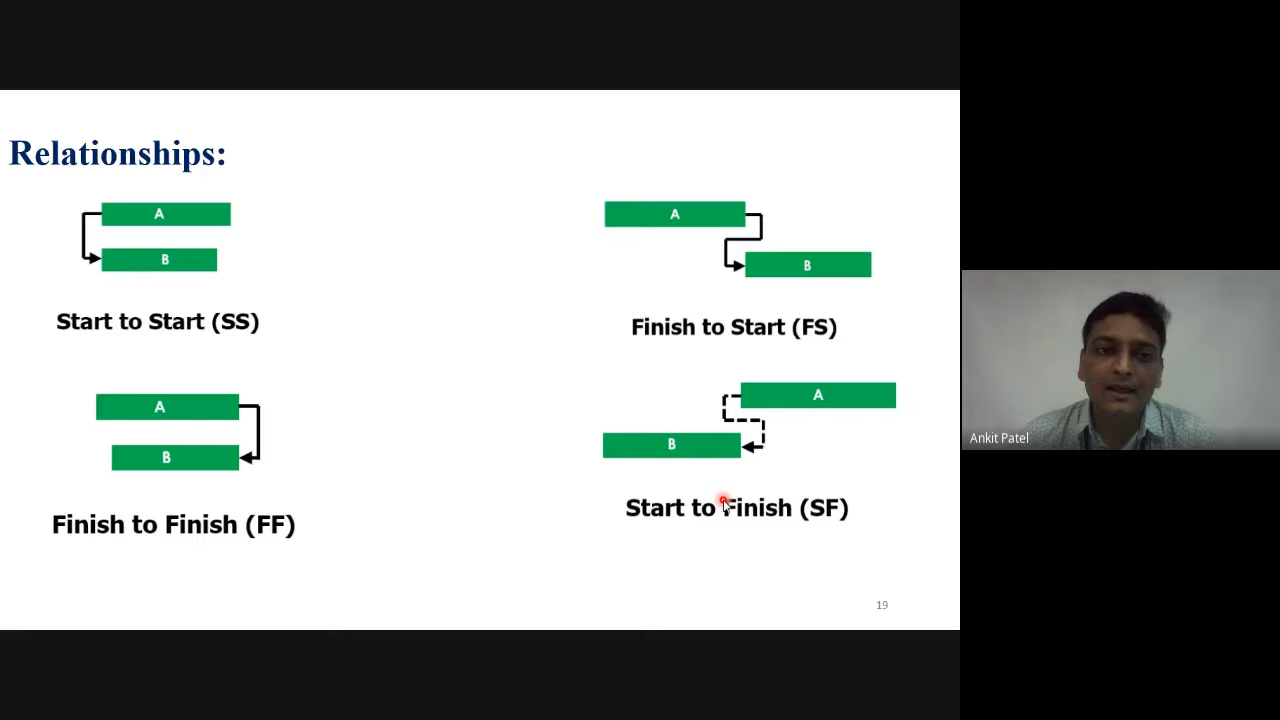 Relationships:
A
B
Start to Start (SS)
A
B
Finish to Start (FS)
A
B
Finish to Finish (FF)
A
B
Start to Finish (SF)
19
Ankit Patel